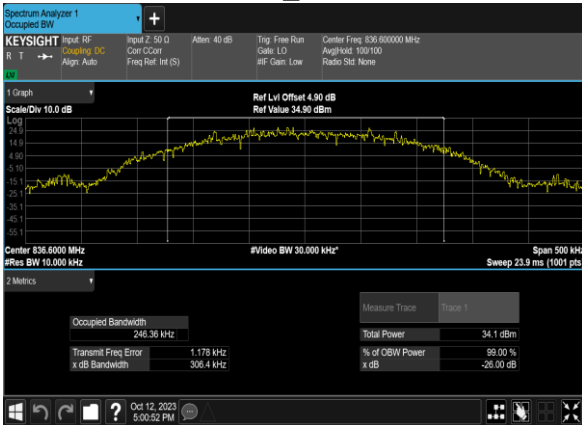 Spectrum Analyzer 1
Occupied BW
KEYSIGHT
R T
LU
Input: RF
Coupling: DC
Align: Auto
Input Z: 50 Ω
Corr CCorr
Freq Ref: Int (S)
Atten: 40 dB
Trig: Free Run
Gate: LO
#IF Gain: Low
Center Freq: 836.600000 MHz
Avg|Hold: 100/100
Radio Std: None
1 Graph
Scale/Div 10.0 dB
Ref Lvl Offset 4.90 dB
Ref Value 34.90 dBm
Log
24.9
14.9
4.90
-5.10
-15.1
-25.1
-35.1
-45.1
-55.1
Center 836.6000 MHz
#Video BW 30.000 kHz*
Span 500 kHz
#Res BW 10.000 kHz
Sweep 23.9 ms (1001 pts)
2 Metrics
Measure Trace Trace 1
Occupied Bandwidth
246.36 kHz
Total Power 34.1 dBm
Transmit Freq Error 1.178 kHz
% of OBW Power 99.00 %
x dB Bandwidth 306.4 kHz
x dB -26.00 dB
?
Oct 12, 2023
5:00:52 PM